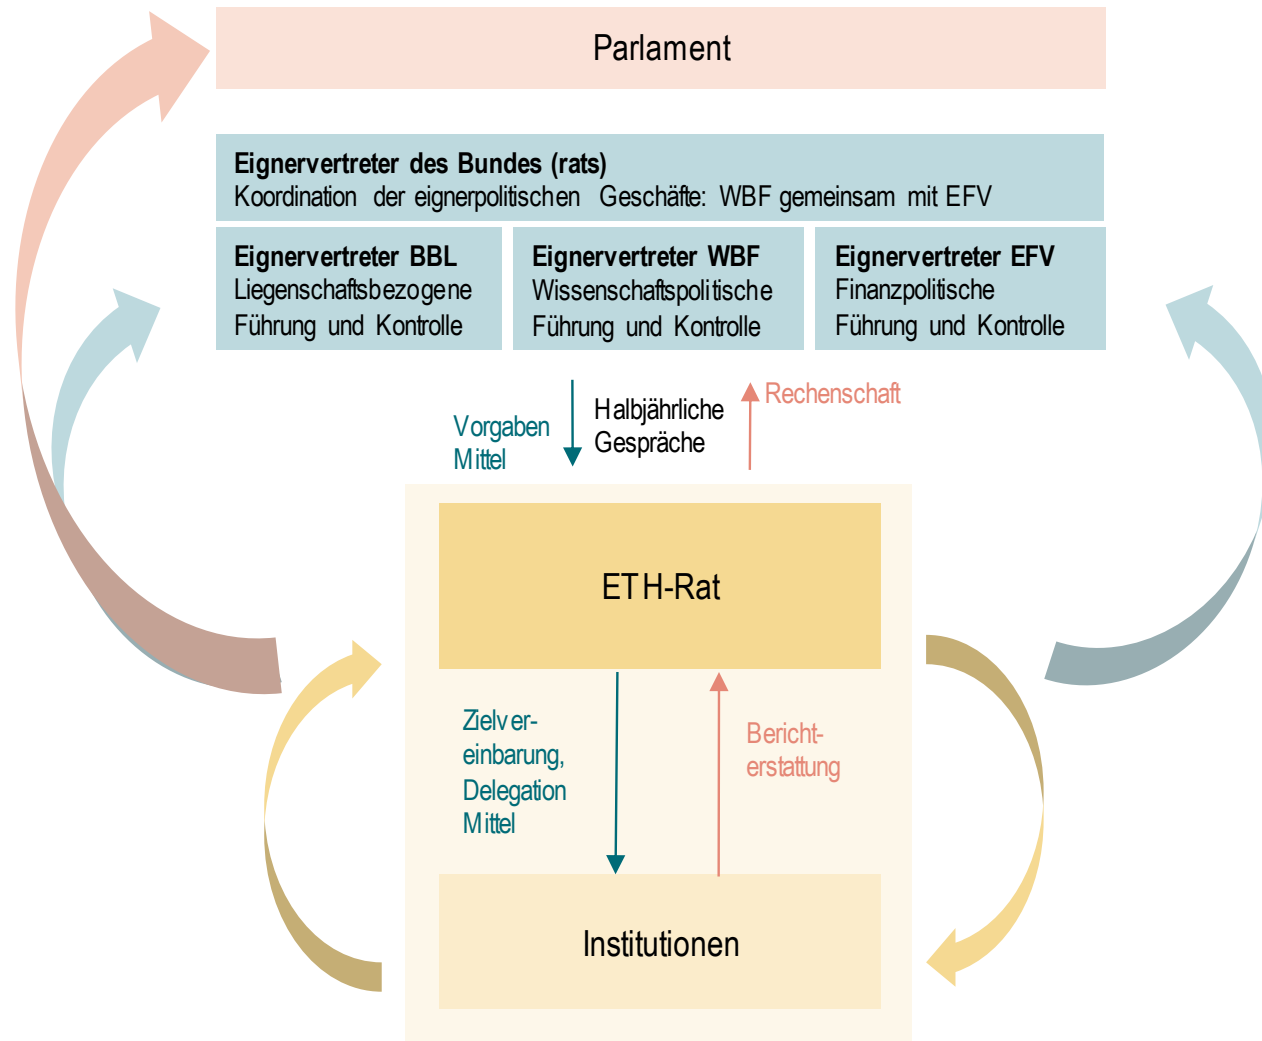 Parlament
Eignervertreter des Bundes (rats)
Koordination der eignerpolitischen Geschäfte: WBF gemeinsam mit EFV
Eignervertreter BBL
Liegenschaftsbezogene
Führung und Kontrolle
Eignervertreter WBF
Wissenschaftspolitische
Führung und Kontrolle
Eignervertreter EFV
Finanzpolitische
Führung und Kontrolle
Vorgaben
Mittel
Halbjährliche
Gespräche
Rechenschaft
ETH-Rat
Zielver-
einbarung,
Delegation
Mittel
Bericht-
erstattung
Institutionen